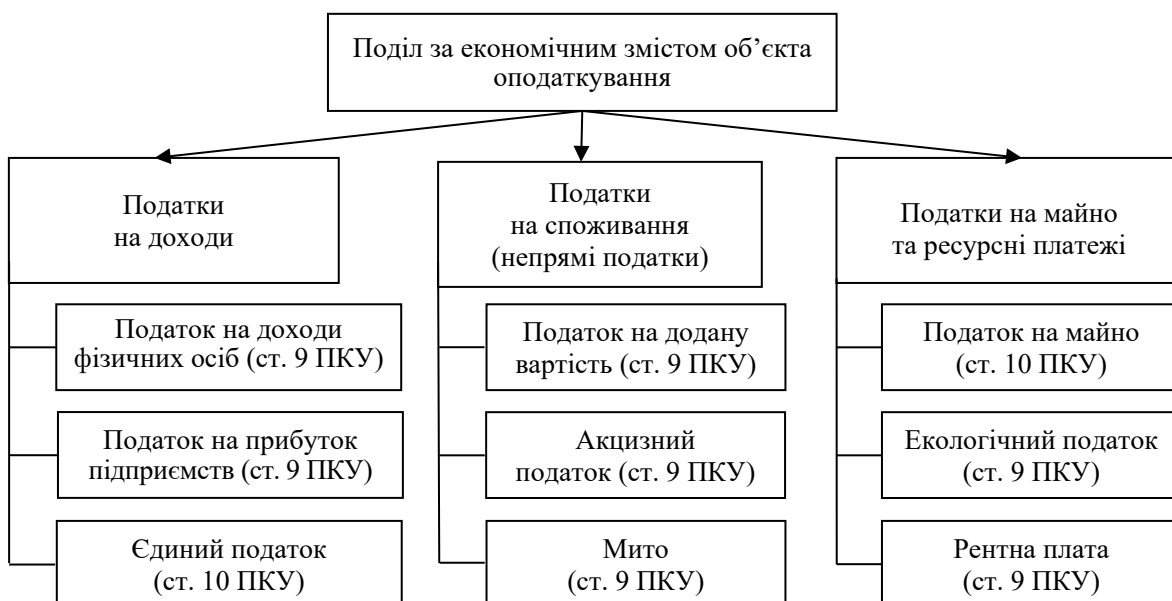 Поділ за економічним змістом об’єкта
оподаткування
Податки
на доходи
Податок на доходи
фізичних осіб (ст. 9 ПКУ)
Податок на прибуток
підприємств (ст. 9 ПКУ)
Єдиний податок
(ст. 10 ПКУ)
Податки
на споживання
(непрямі податки)
Податок на додану
вартість (ст. 9 ПКУ)
Акцизний
податок (ст. 9 ПКУ)
Мито
(ст. 9 ПКУ)
Податки на майно
та ресурсні платежі
Податок на майно
(ст. 10 ПКУ)
Екологічний податок
(ст. 9 ПКУ)
Рентна плата
(ст. 9 ПКУ)